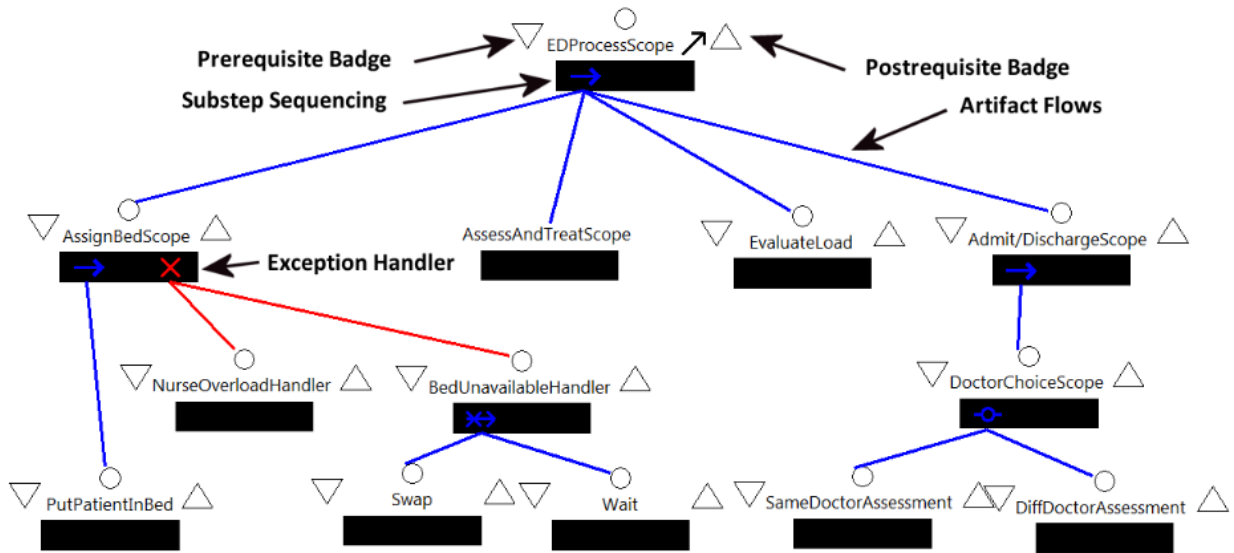 EDProcessScope
Prerequisite Badge
Postrequisite Badge
Substep Sequencing
Artifact Flows
AssignBedScope
AssessAndTreatScope
EvaluateLoad
Admit/DischargeScope
Exception Handler
NurseOverloadHandler
BedUnavailableHandler
DoctorChoiceScope
PutPatientInBed
Swap
Wait
SameDoctorAssessment
DiffDoctorAssessment